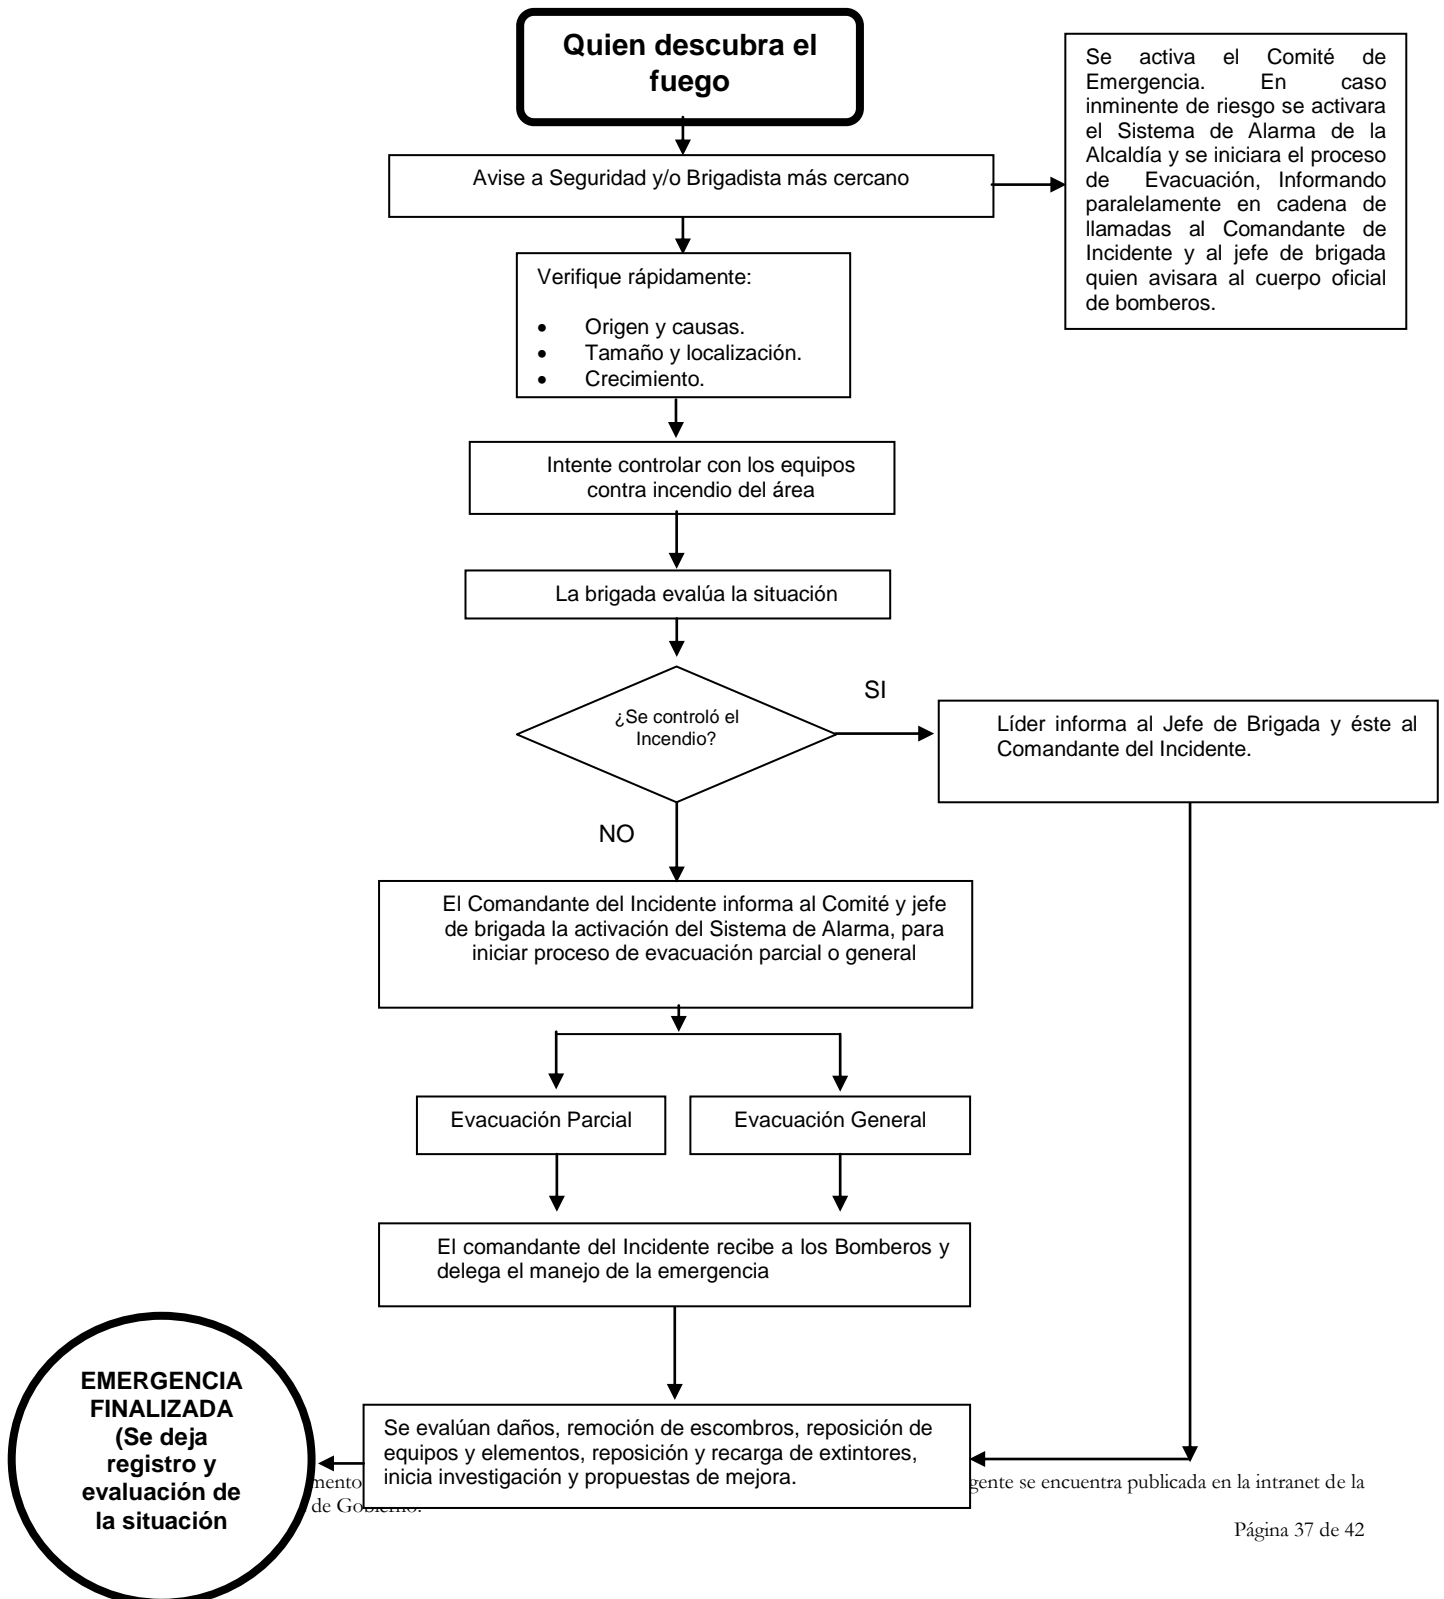 Quien descubra el
fuego
Se activa el Comité de
Emergencia. En caso
inminente de riesgo se activara
el Sistema de Alarma de la
Alcaldía y se iniciara el proceso
de Evacuación, Informando
paralelamente en cadena de
llamadas al Comandante de
Incidente y al jefe de brigada
quien avisara al cuerpo oficial
de bomberos.
Avise a Seguridad y/o Brigadista más cercano
Verifique rápidamente:
• Origen y causas.
• Tamaño y localización.
• Crecimiento.
Intente controlar con los equipos
contra incendio del área
La brigada evalúa la situación
¿Se controló el
Incendio?
SI
Líder informa al Jefe de Brigada y éste al
Comandante del Incidente.
NO
El Comandante del Incidente informa al Comité y jefe
de brigada la activación del Sistema de Alarma, para
iniciar proceso de evacuación parcial o general
Evacuación Parcial
Evacuación General
El comandante del Incidente recibe a los Bomberos y
delega el manejo de la emergencia
Se evalúan daños, remoción de escombros, reposición de
equipos y elementos, reposición y recarga de extintores,
inicia investigación y propuestas de mejora.
EMERGENCIA
FINALIZADA
(Se deja
registro y
evaluación de
la situación
mento gente se encuentra publicada en la intranet de la
de Gobierno.
Página 37 de 42